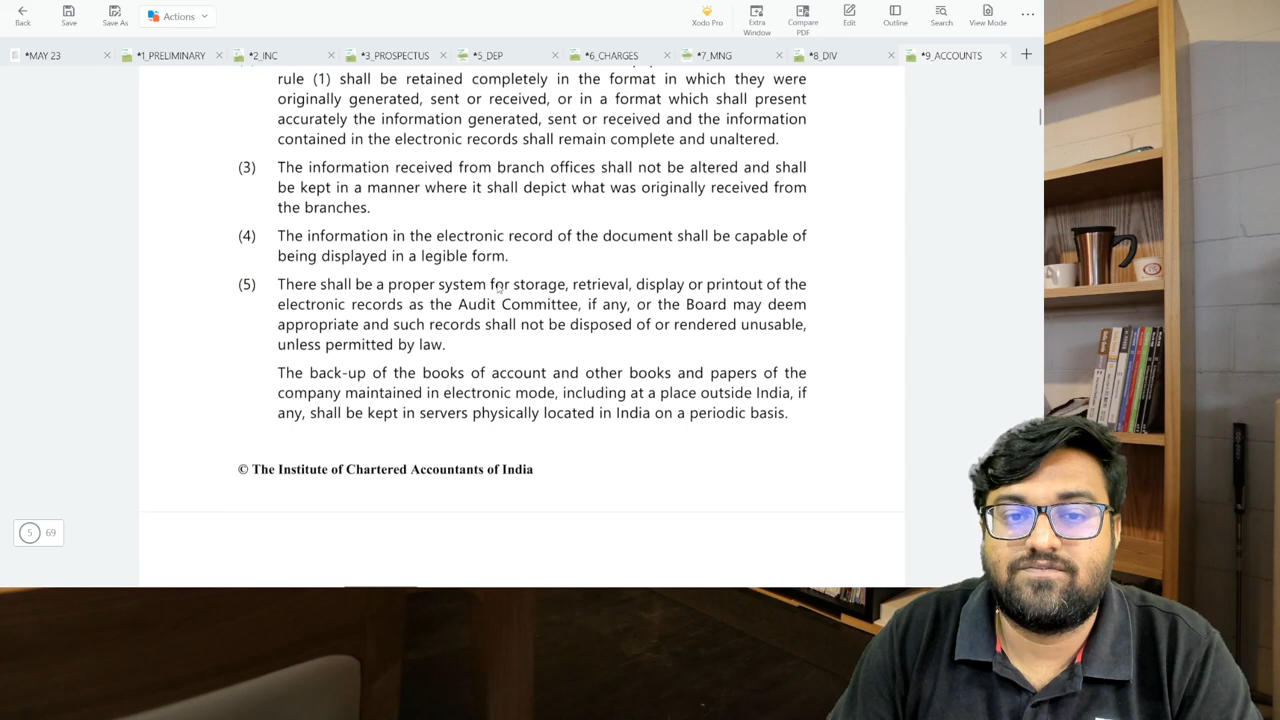 Back
Save
Save As
Actions
Xodo Pro
Extra Window
Compare PDF
Edit
Outline
Search
View Mode
*MAY 23
*1_PRELIMINARY
*2_INC
*3_PROSPECTUS
*5_DEP
*6_CHARGES
*7_MNG
*8_DIV
*9_ACCOUNTS
rule (1) shall be retained completely in the format in which they were
originally generated, sent or received, or in a format which shall present
accurately the information generated, sent or received and the information
contained in the electronic records shall remain complete and unaltered.
(3) The information received from branch offices shall not be altered and shall
be kept in a manner where it shall depict what was originally received from
the branches.
(4) The information in the electronic record of the document shall be capable of
being displayed in a legible form.
(5) There shall be a proper system for storage, retrieval, display or printout of the
electronic records as the Audit Committee, if any, or the Board may deem
appropriate and such records shall not be disposed of or rendered unusable,
unless permitted by law.
The back-up of the books of account and other books and papers of the
company maintained in electronic mode, including at a place outside India, if
any, shall be kept in servers physically located in India on a periodic basis.
© The Institute of Chartered Accountants of India
5 69